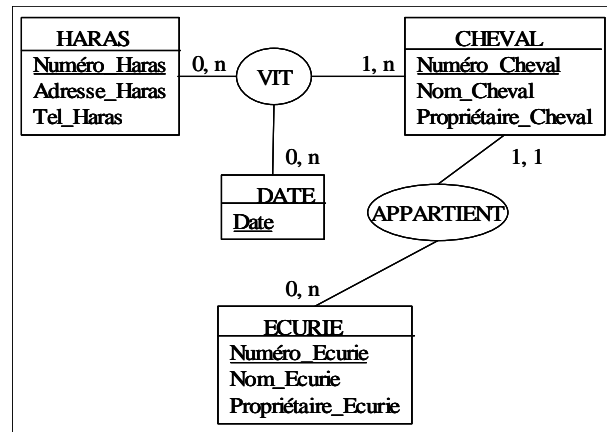 HARAS
Numéro_Haras
Adresse_Haras
Tel_Haras
0, n
VIT
1, n
CHEVAL
Numéro_Cheval
Nom_Cheval
Propriétaire_Cheval
0, n
1, 1
DATE
Date
APPARTIENT
0, n
ECURIE
Numéro_Ecurie
Nom_Ecurie
Propriétaire_Ecurie